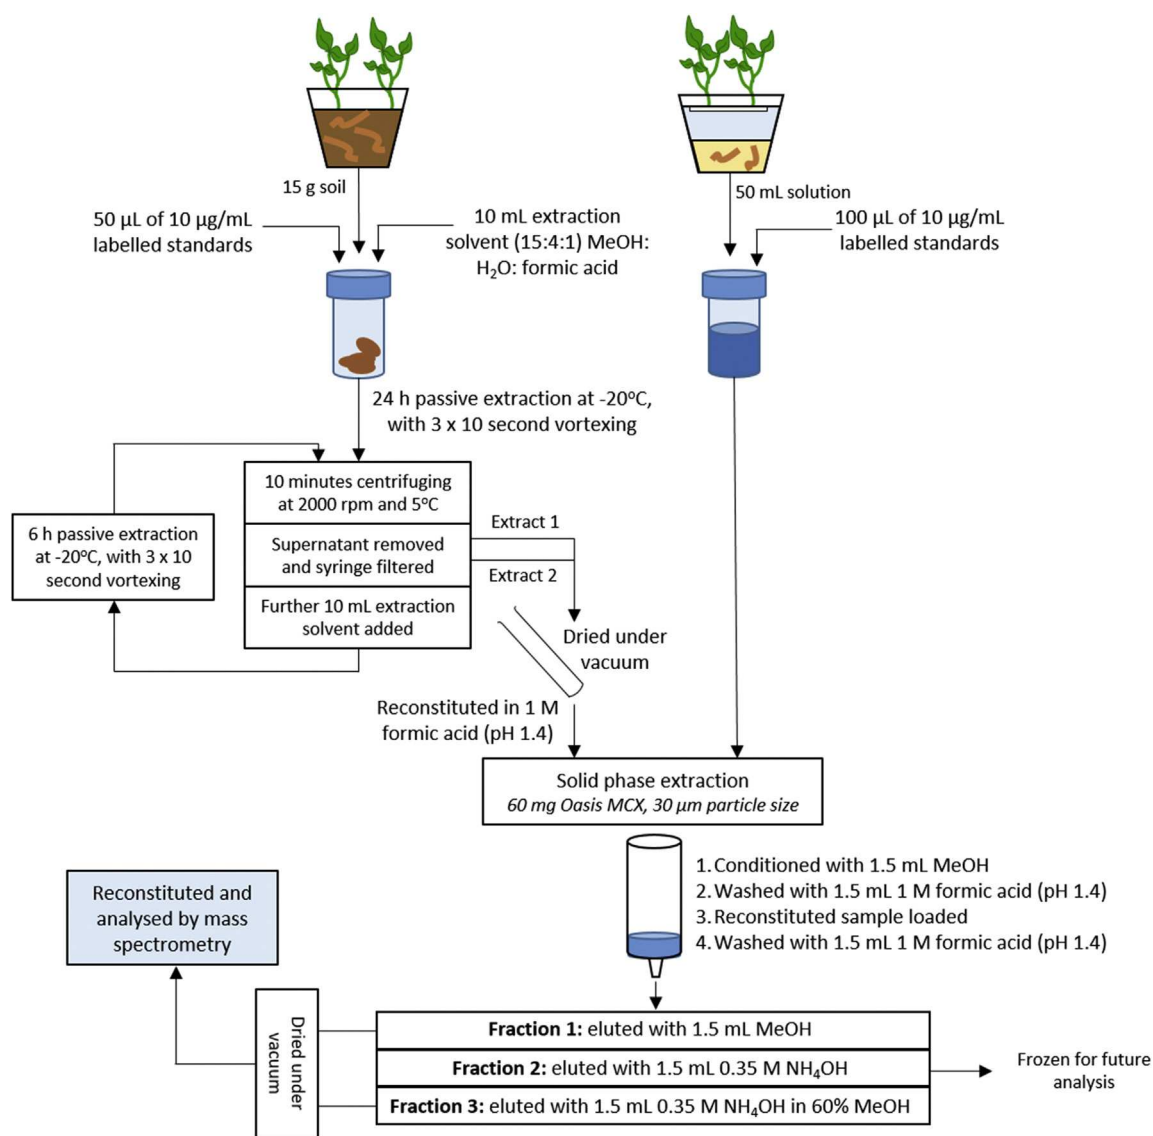 15 g soil
50 mL solution
50 µL of 10 µg/mL
labelled standards
10 mL extraction
solvent (15:4:1) MeOH:
H₂O: formic acid
100 µL of 10 µg/mL
labelled standards
24 h passive extraction at -20°C,
with 3 x 10 second vortexing
10 minutes centrifuging
at 2000 rpm and 5°C
6 h passive extraction
at -20°C, with 3 x 10
second vortexing
Supernatant removed
and syringe filtered
Extract 1
Extract 2
Further 10 mL extraction
solvent added
Dried under
vacuum
Reconstituted in 1 M
formic acid (pH 1.4)
Solid phase extraction
60 mg Oasis MCX, 30 µm particle size
1. Conditioned with 1.5 mL MeOH
2. Washed with 1.5 mL 1 M formic acid (pH 1.4)
3. Reconstituted sample loaded
4. Washed with 1.5 mL 1 M formic acid (pH 1.4)
Reconstituted and
analysed by mass
spectrometry
Dried under
vacuum
Fraction 1: eluted with 1.5 mL MeOH
Fraction 2: eluted with 1.5 mL 0.35 M NH₄OH
Fraction 3: eluted with 1.5 mL 0.35 M NH₄OH in 60% MeOH
Frozen for future
analysis